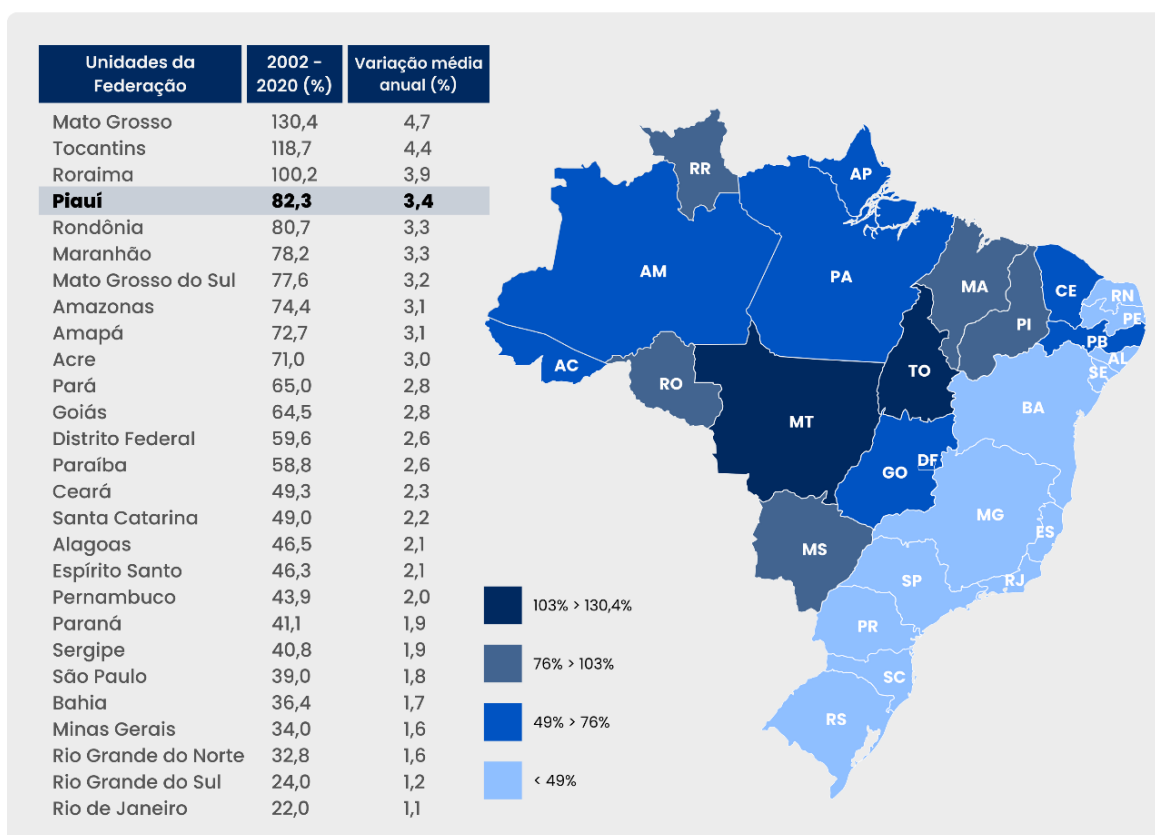 Unidades da Federação 2002 - 2020 (%) Variação média anual (%)
Mato Grosso 130,4 4,7
Tocantins 118,7 4,4
Roraima 100,2 3,9
Piauí 82,3 3,4
Rondônia 80,7 3,3
Maranhão 78,2 3,3
Mato Grosso do Sul 77,6 3,2
Amazonas 74,4 3,1
Amapá 72,7 3,1
Acre 71,0 3,0
Pará 65,0 2,8
Goiás 64,5 2,8
Distrito Federal 59,6 2,6
Paraíba 58,8 2,6
Ceará 49,3 2,3
Santa Catarina 49,0 2,2
Alagoas 46,5 2,1
Espírito Santo 46,3 2,1
Pernambuco 43,9 2,0
Paraná 41,1 1,9
Sergipe 40,8 1,9
São Paulo 39,0 1,8
Bahia 36,4 1,7
Minas Gerais 34,0 1,6
Rio Grande do Norte 32,8 1,6
Rio Grande do Sul 24,0 1,2
Rio de Janeiro 22,0 1,1
RR
AP
AM
PA
MA
CE
RN
PI
PE
PB
AL
AC
RO
TO
SE
MT
BA
GO
DF
MG
ES
MS
SP
RJ
PR
SC
RS
103% > 130,4%
76% > 103%
49% > 76%
< 49%